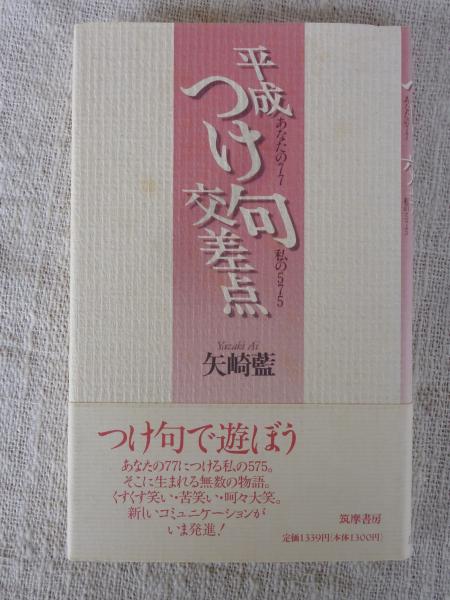 平成
つけ句
交差点
あなたの77
私の575
Yazaki Ai
矢崎藍
つけ句で遊ぼう
あなたの77につける私の575。
そこに生まれる無数の物語。
くすくす笑い・苦笑い・呵々大笑。
新しいコミュニケーションが
いま発進!
筑摩書房
定価1339円(本体1300円)